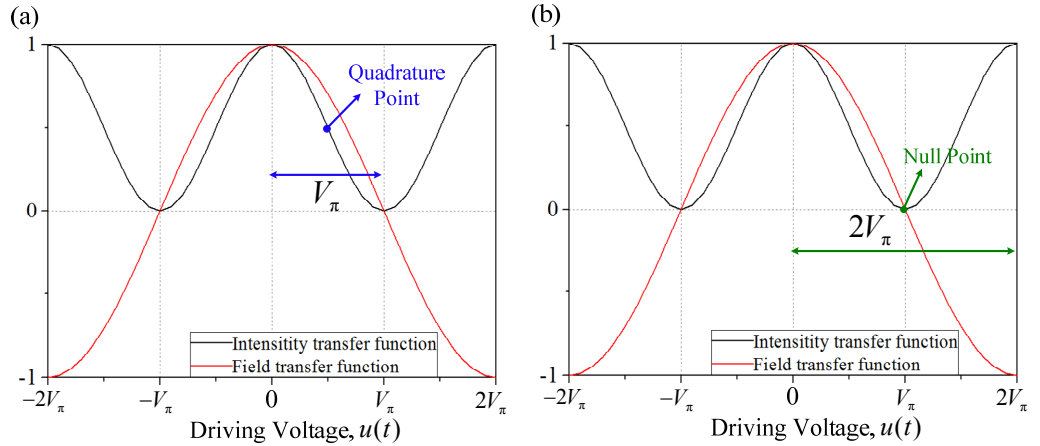 (a)
1
0
-1
Quadrature
Point
Vπ
Intensitity transfer function
Field transfer function
−2Vπ
−Vπ
0
Vπ
2Vπ
Driving Voltage, u(t)
(b)
1
0
-1
Null Point
2Vπ
Intensitity transfer function
Field transfer function
−2Vπ
−Vπ
0
Vπ
2Vπ
Driving Voltage, u(t)